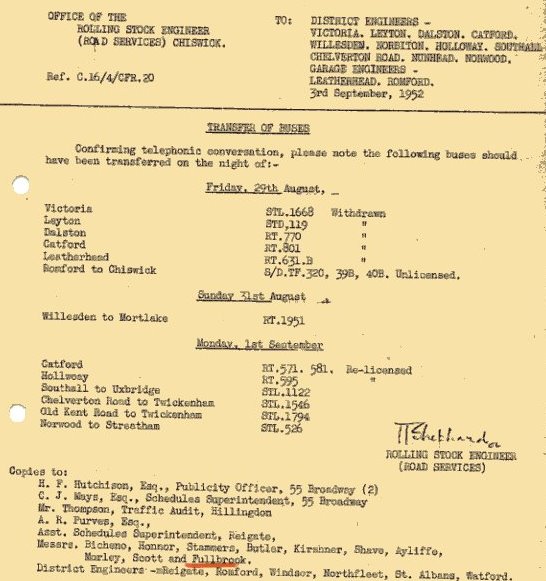 OFFICE OF THE
ROLLING STOCK ENGINEER
(ROAD SERVICES) CHISWICK.
Ref. C.16/4/CFR.20
TO: DISTRICT ENGINEERS -
VICTORIA. LEYTON. DALSTON. CATFORD.
WILLESDEN. NORBITON. HOLLOWAY. SOUTHALL
CHELVERTON ROAD. NUNHEAD. NORWOOD.
GARAGE ENGINEERS -
LEATHERHEAD. ROMFORD.
3rd September, 1952
TRANSFER OF BUSES
Confirming telephonic conversation, please note the following buses should
have been transferred on the night of:-
Friday, 29th August,
Victoria STL.1668 Withdrawn
Leyton STD,119 "
Dalston RT.770 "
Catford RT.801 "
Leatherhead RT.631.B "
Romford to Chiswick S/D.TF.320, 39B, 40B. Unlicensed.
Sunday 31st August
Willesden to Mortlake RT.1951
Monday, 1st September
Catford RT.571. 581. Re-licensed
Hollwoay RT.595 "
Southall to Uxbridge STL.1122
Chelverton Road to Twickenham STL.1546
Old Kent Road to Twickenham STL.1794
Norwood to Streatham STL.526
ROLLING STOCK ENGINEER
(ROAD SERVICES)
Copies to:
H. F. Hutchison, Esq., Publicity Officer, 55 Broadway (2)
C. J. Mays, Esq., Schedules Superintendent, 55 Broadway
Mr. Thompson, Traffic Audit, Hillingdon
A. R. Purves, Esq.,
Asst. Schedules Superintendent, Reigate,
Messrs. Bicheno, Honnor, Stammers, Butler, Kirshner, Shave, Ayliffe,
Morley, Scott and Fullbrook.
District Engineers - Reigate, Romford, Windsor, Northfleet, St. Albans, Watford.